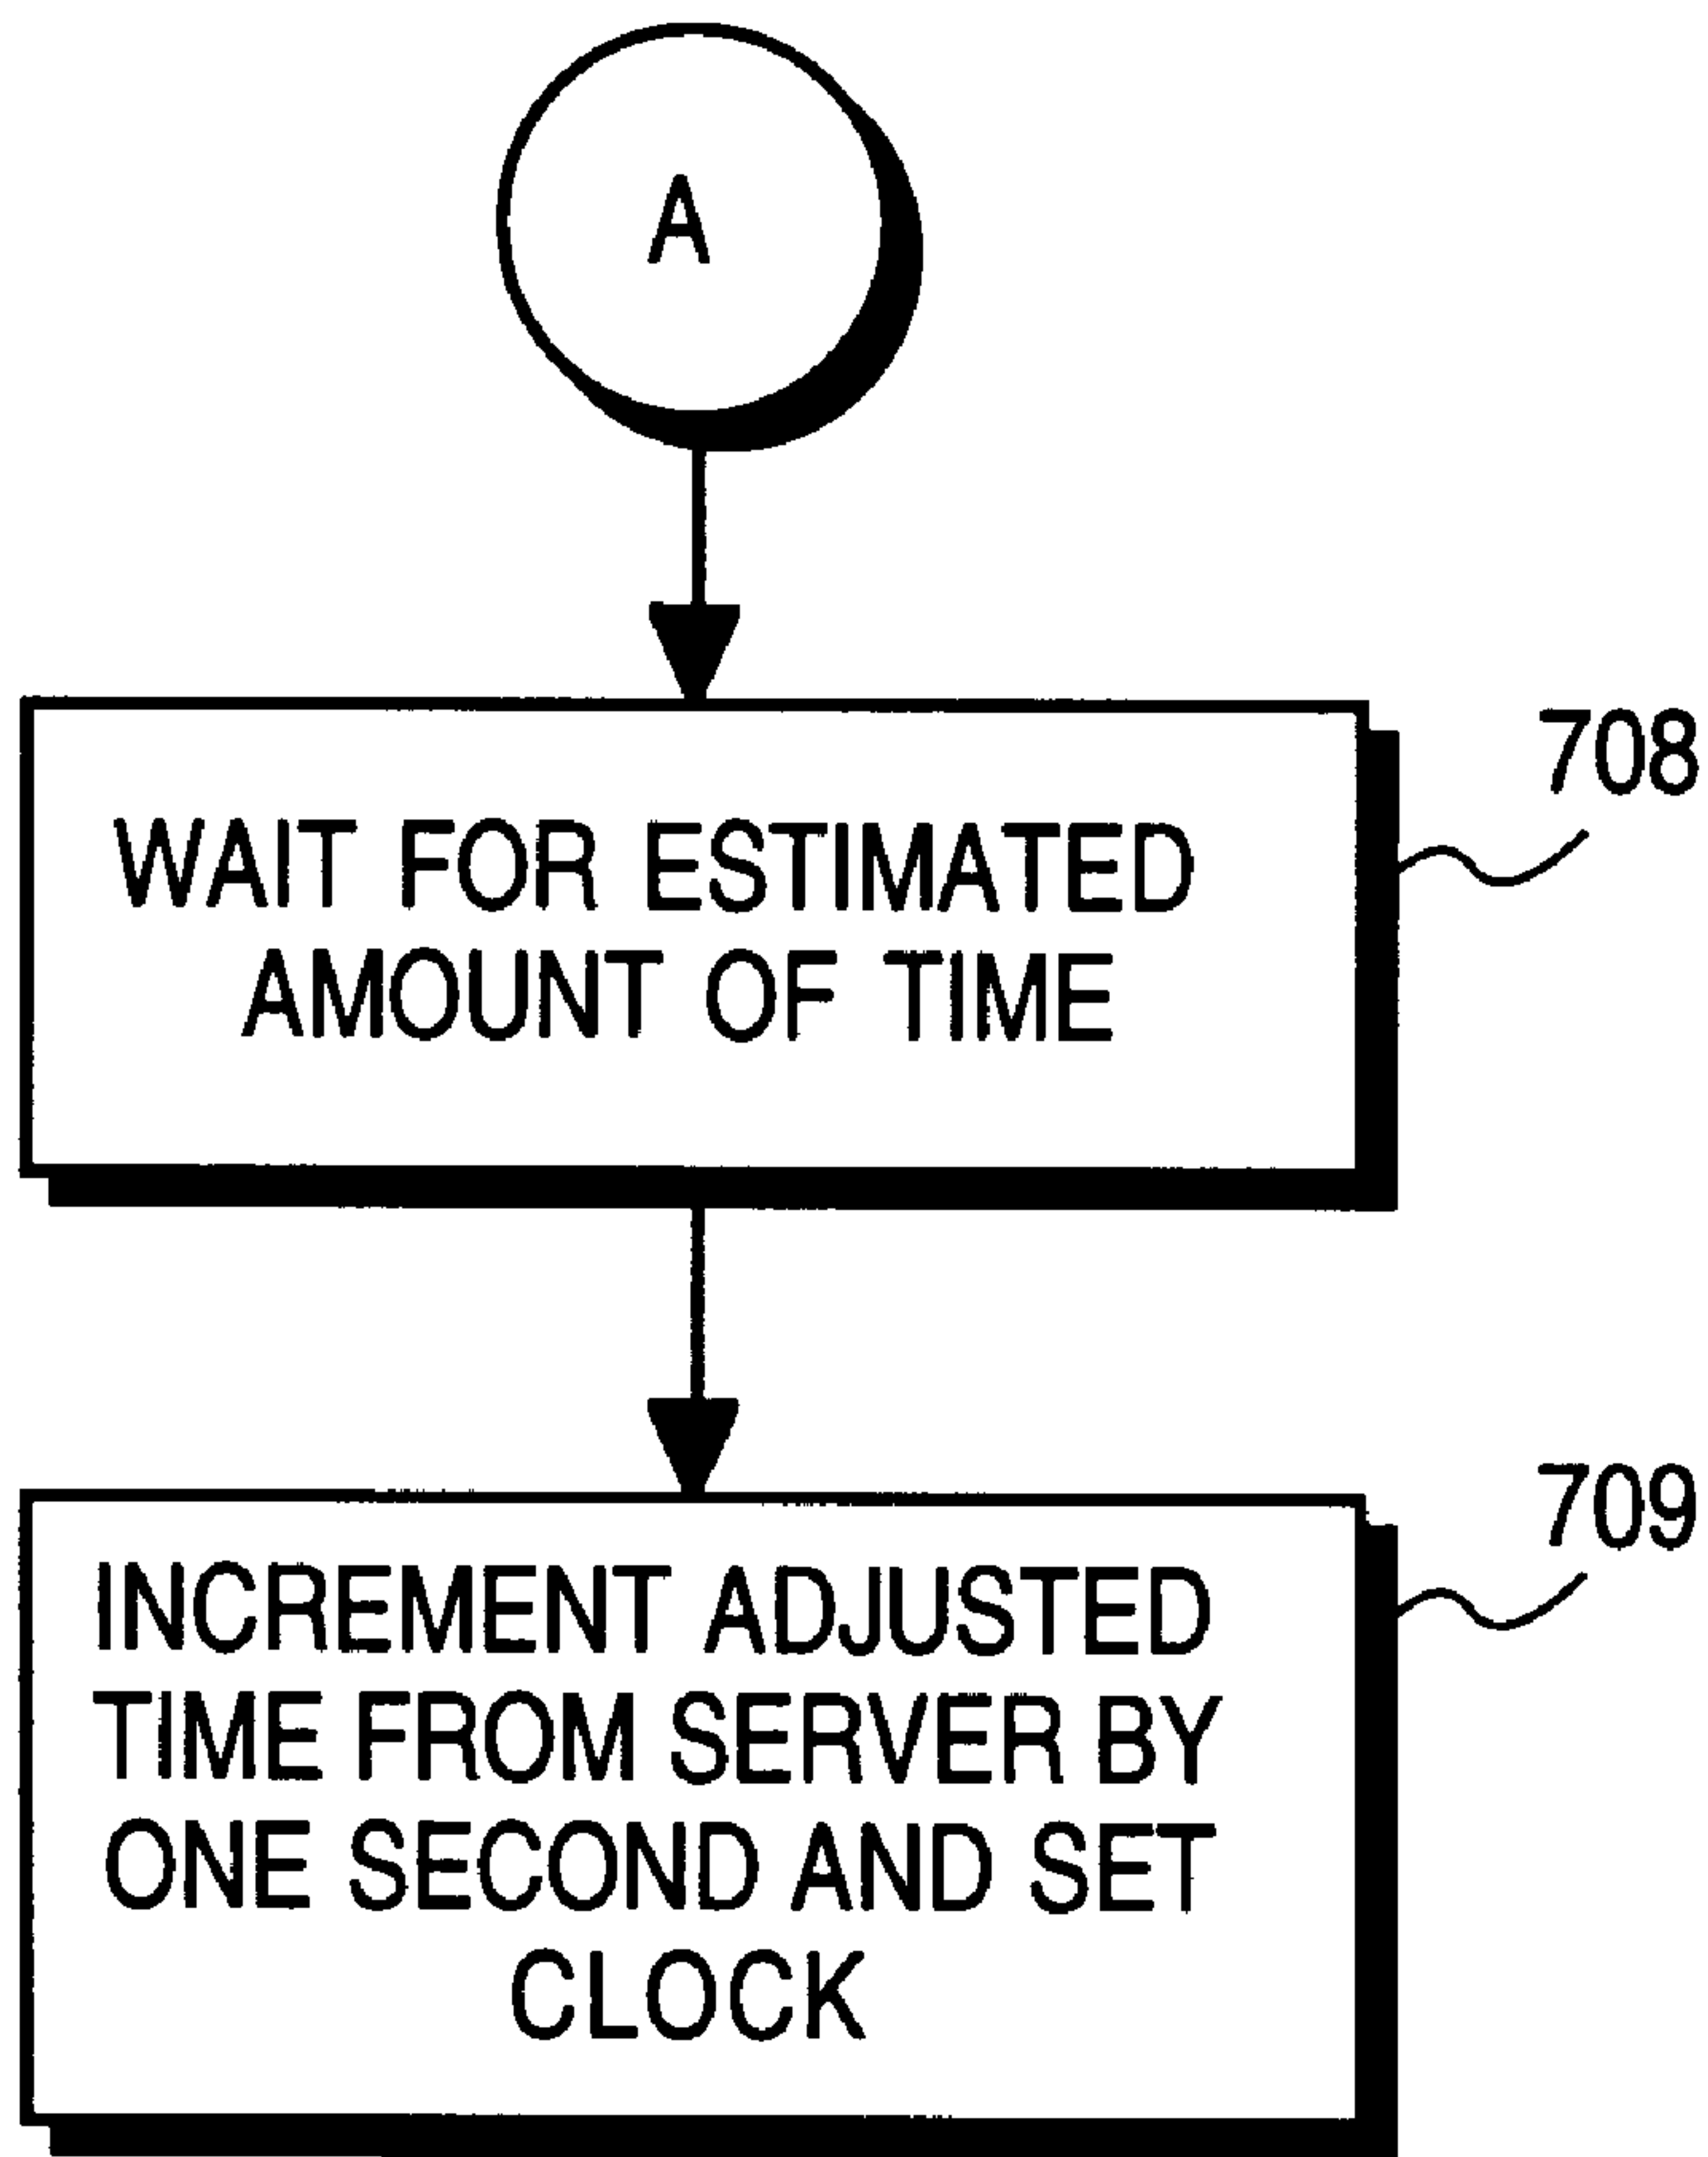 A
708
WAIT FOR ESTIMATED
AMOUNT OF TIME
709
INCREMENT ADJUSTED
TIME FROM SERVER BY
ONE SECOND AND SET
CLOCK